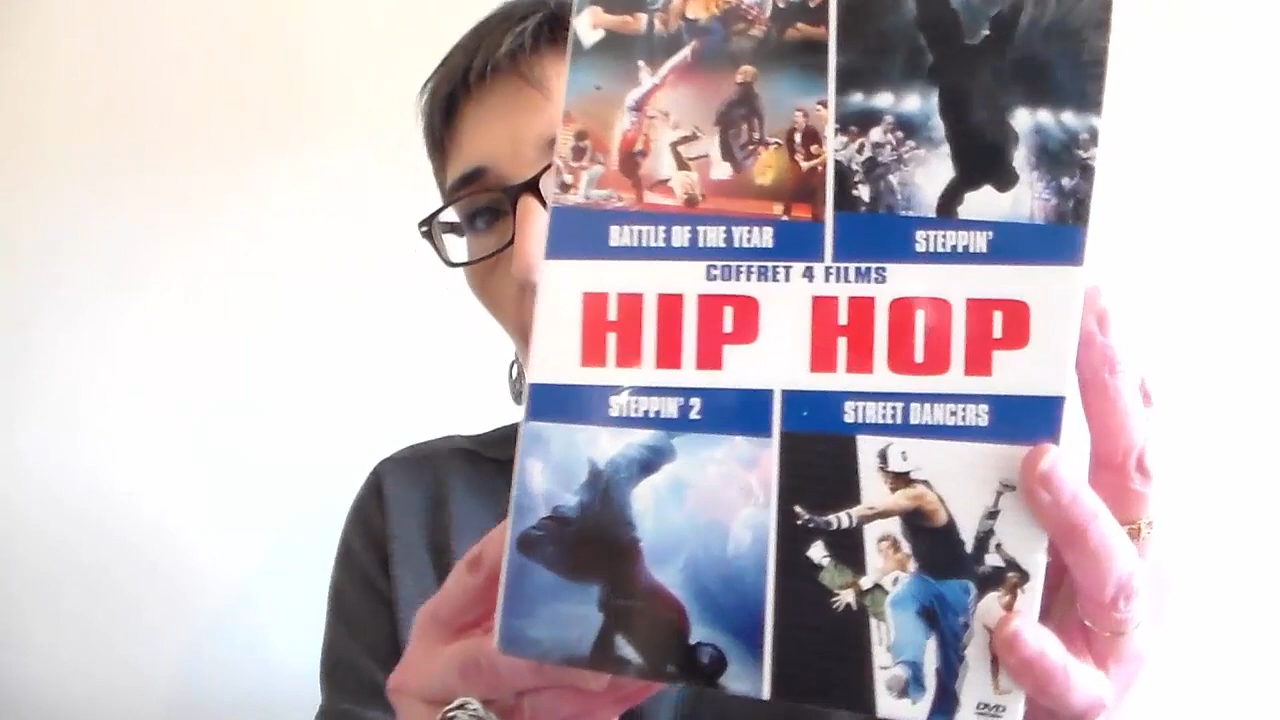 BATTLE OF THE YEAR
STEPPIN'
COFFRET 4 FILMS
HIP HOP
STEPPIN' 2
STREET DANCERS
DVD